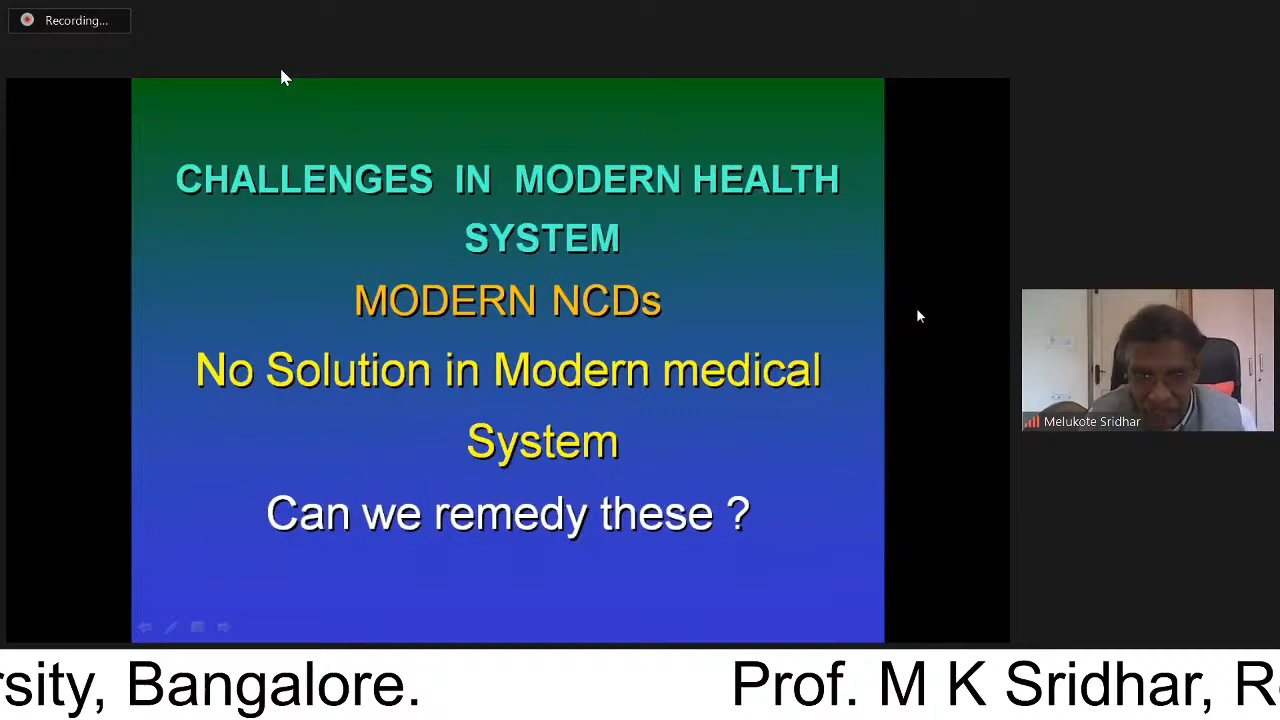 Recording...
CHALLENGES IN MODERN HEALTH
SYSTEM
MODERN NCDs
No Solution in Modern medical
System
Can we remedy these ?
Melukote Sridhar
rsity, Bangalore. Prof. M K Sridhar, R